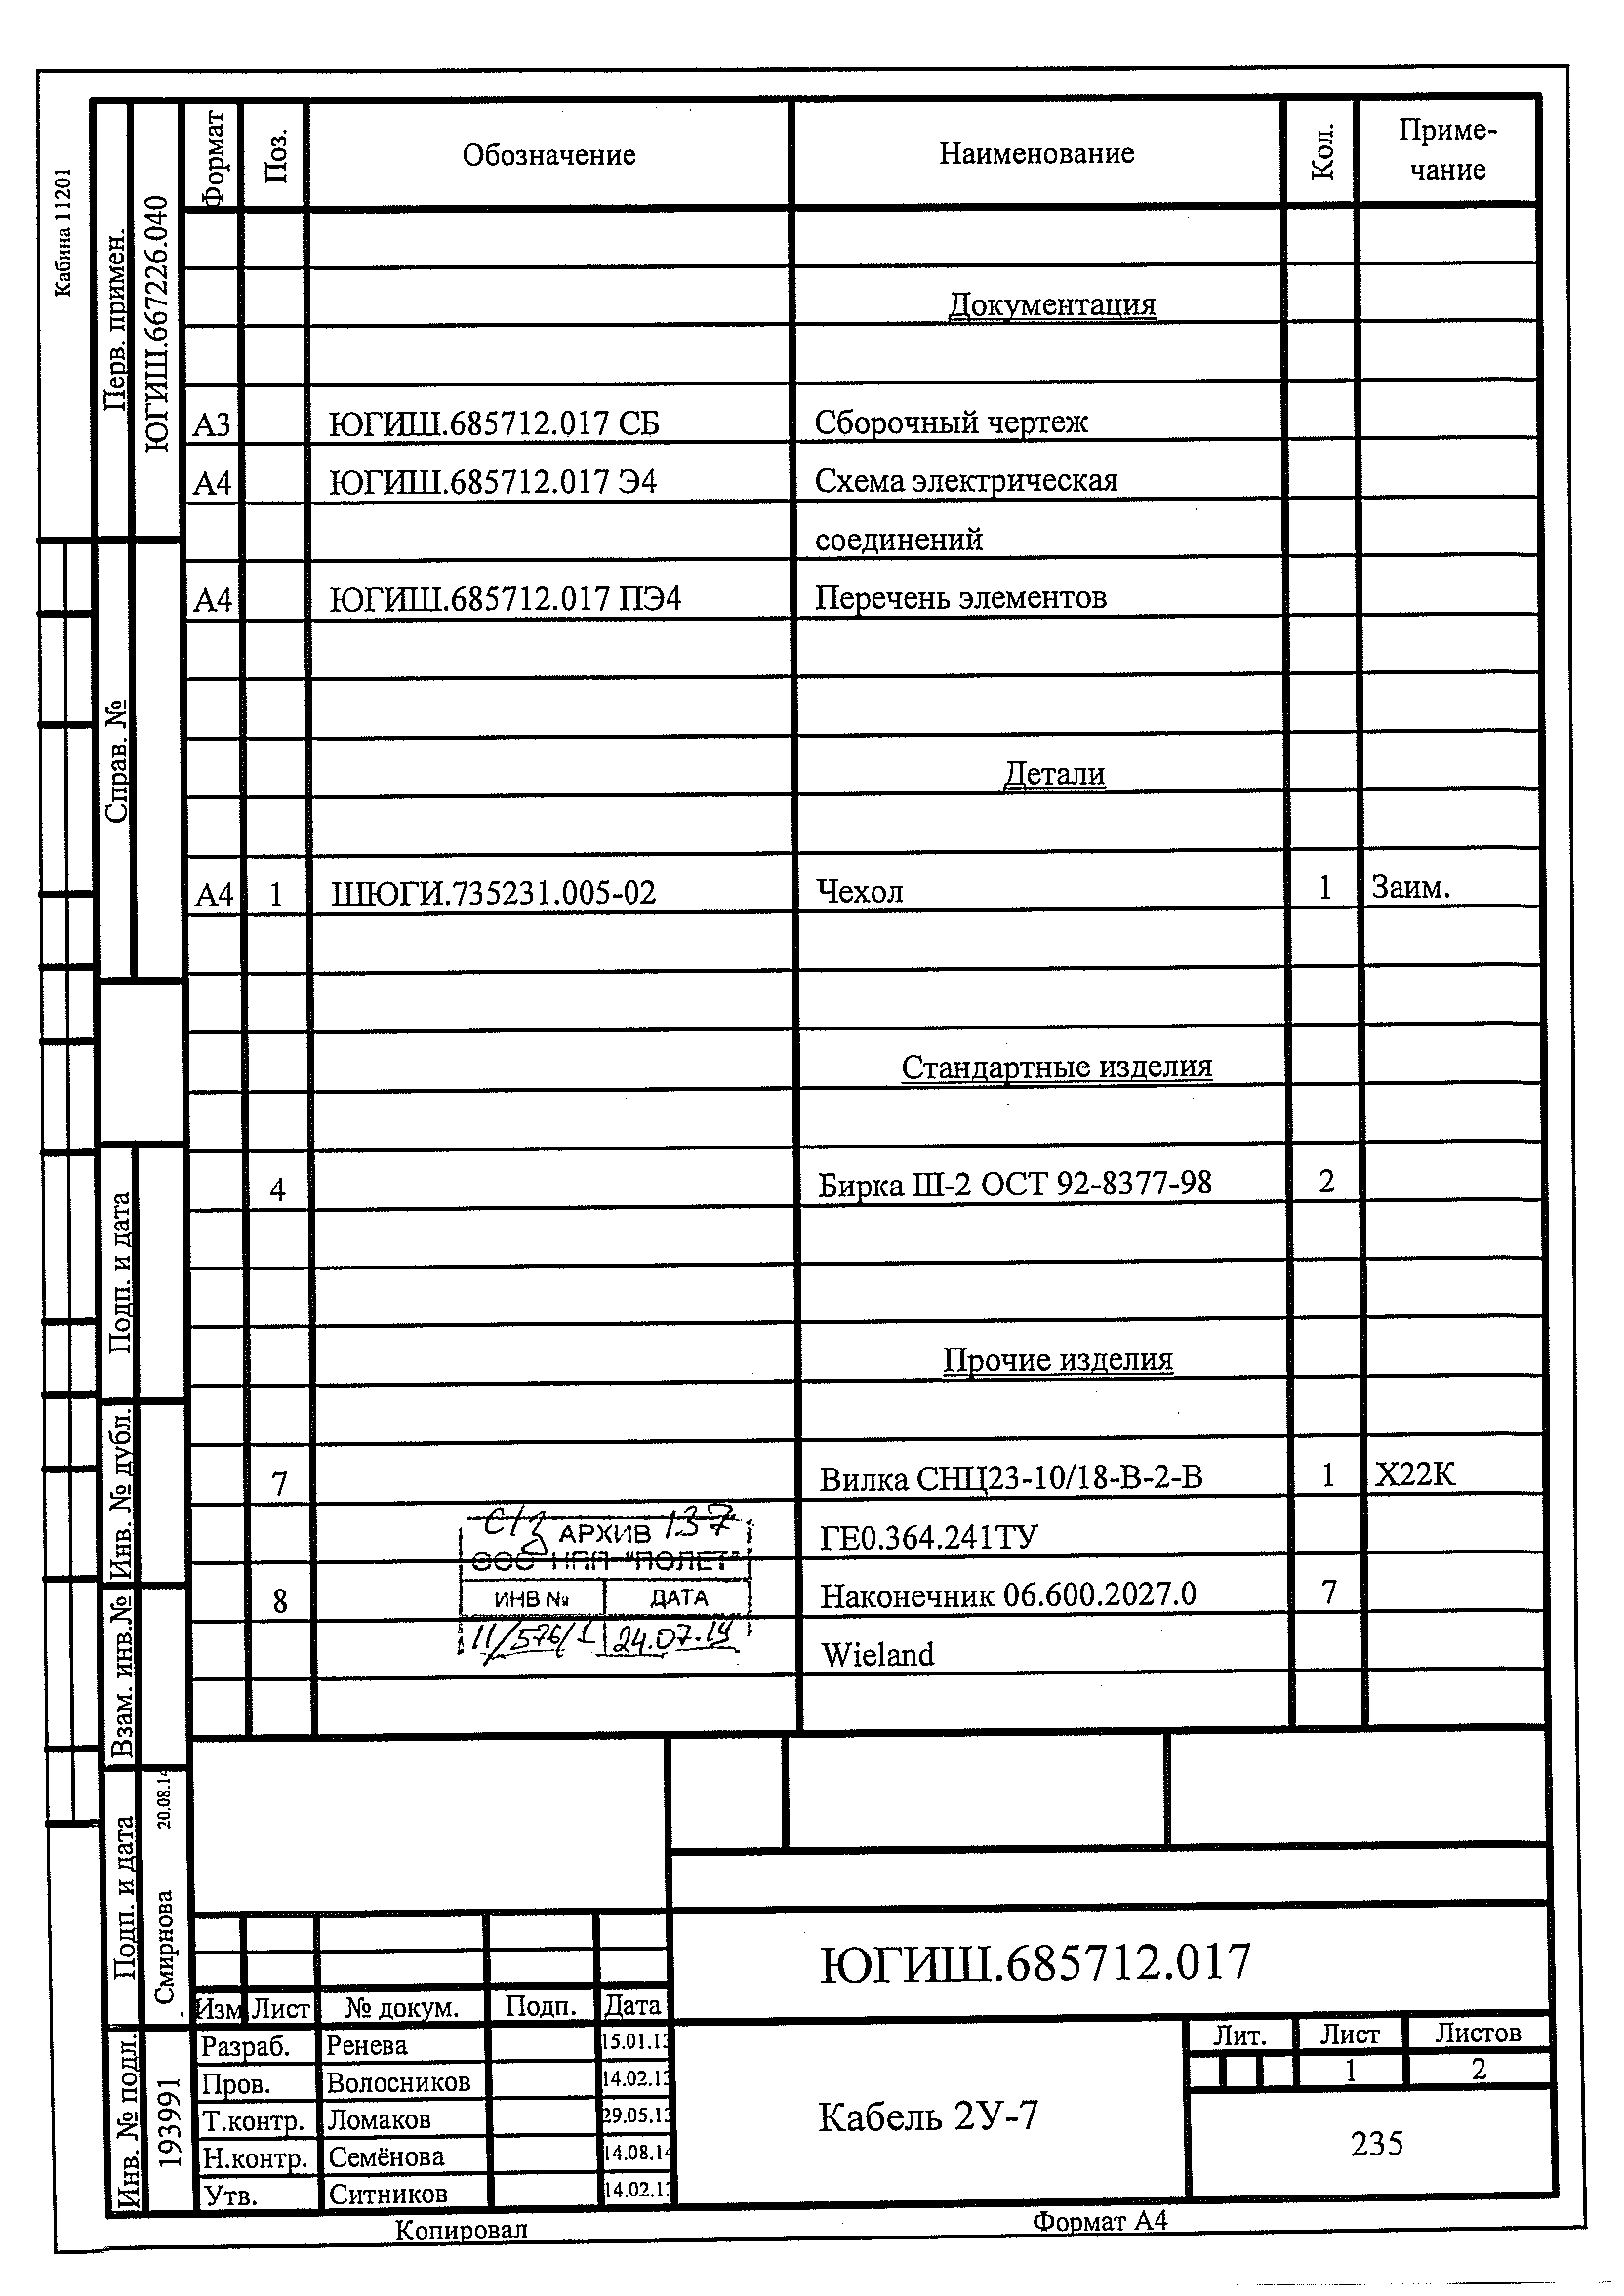 Кабина 11201
Перв. примен.
ЮГИШ.667226.040
Справ. №
Подп. и дата
Инв. № дубл.
Взам. инв.№
Подп. и дата
Смирнова 20.08.14
Инв. № подл.
193991
Формат Поз. Обозначение Наименование Кол. Приме-
чание
Документация
А3 ЮГИШ.685712.017 СБ Сборочный чертеж
А4 ЮГИШ.685712.017 Э4 Схема электрическая
соединений
А4 ЮГИШ.685712.017 ПЭ4 Перечень элементов
Детали
А4 1 ШЮГИ.735231.005-02 Чехол 1 Заим.
Стандартные изделия
4 Бирка Ш-2 ОСТ 92-8377-98 2
Прочие изделия
7 Вилка СНЦ23-10/18-В-2-В 1 Х22К
ГЕ0.364.241ТУ
8 Наконечник 06.600.2027.0 7
Wieland
АРХИВ 137
ООО НПП "ПОЛЕТ"
ИНВ № ДАТА
11/576/1 24.07.19
ЮГИШ.685712.017
Изм Лист № докум. Подп. Дата
Разраб. Ренева 15.01.13
Пров. Волосников 14.02.13
Т.контр. Ломаков 29.05.13
Н.контр. Семёнова 14.08.14
Утв. Ситников 14.02.13
Кабель 2У-7
Лит. Лист Листов
1 2
235
Копировал Формат А4